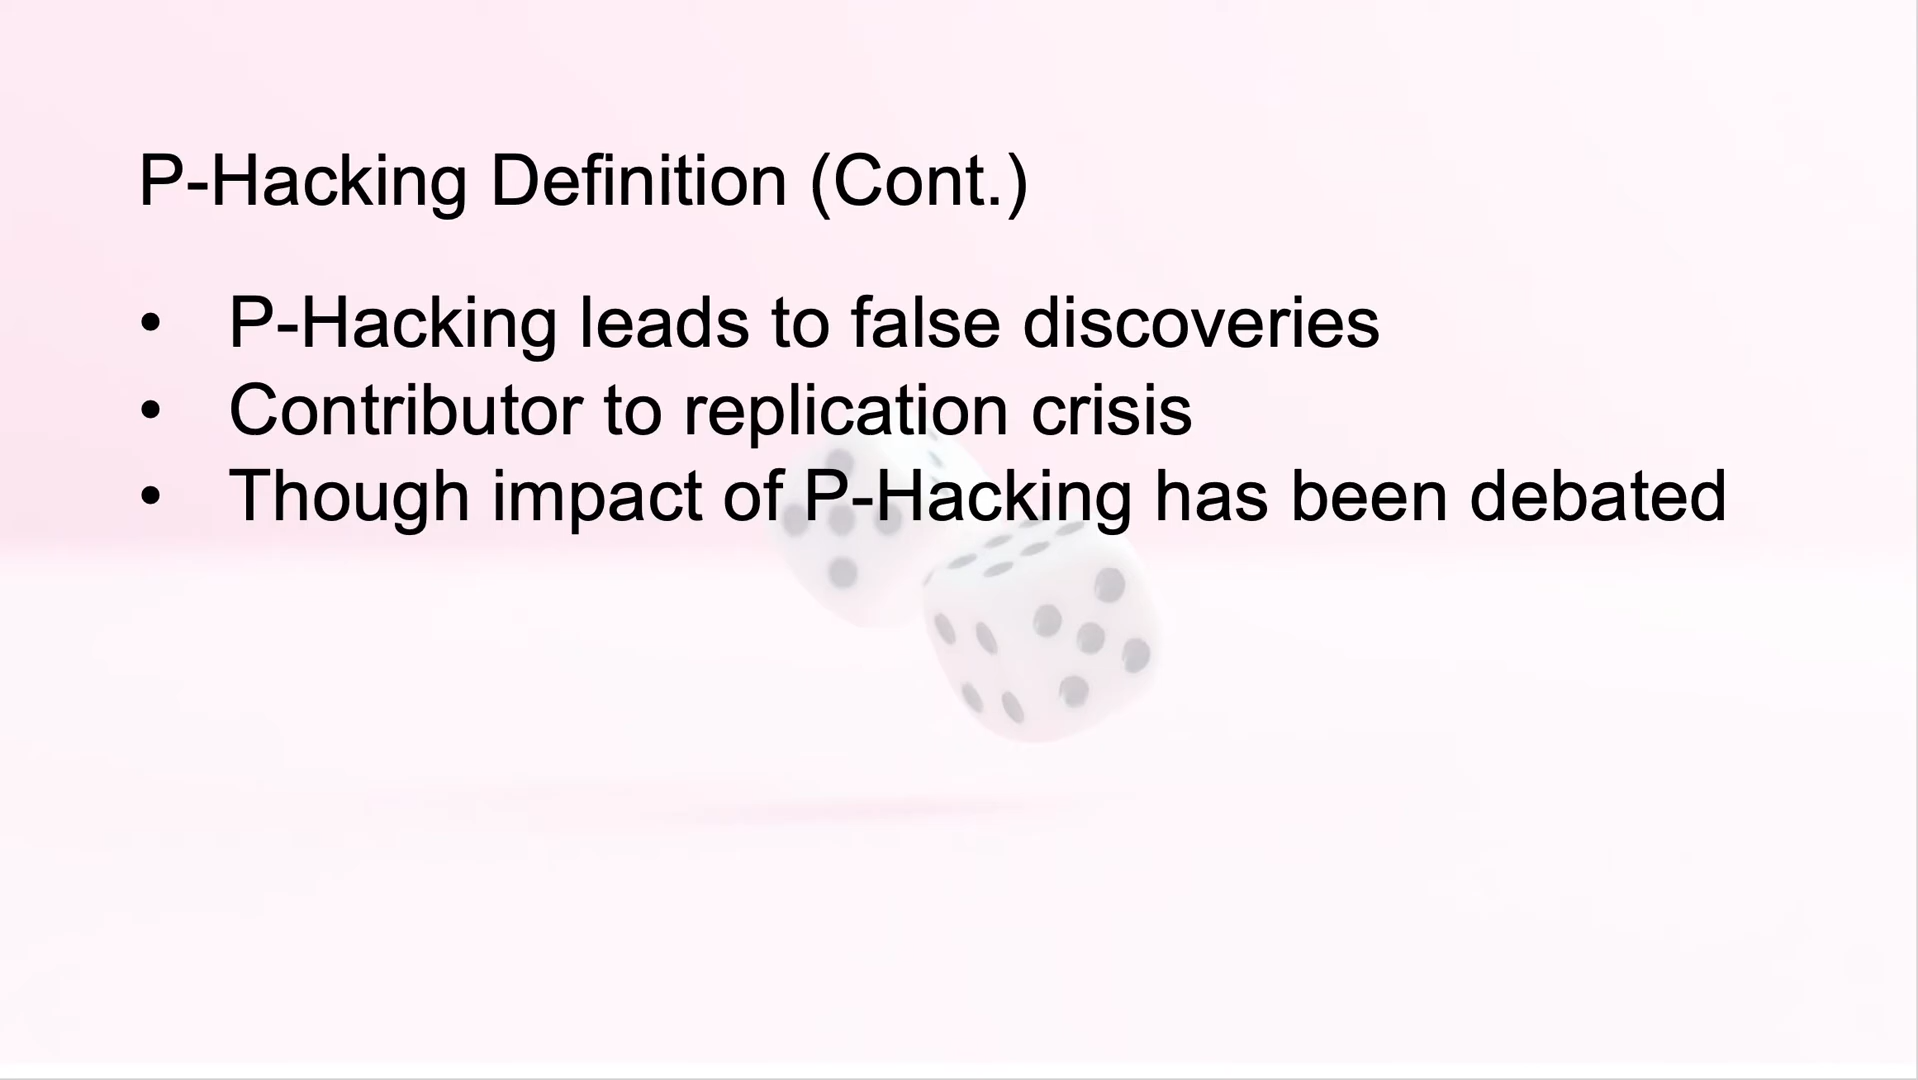 P-Hacking Definition (Cont.)
• P-Hacking leads to false discoveries
• Contributor to replication crisis
• Though impact of P-Hacking has been debated